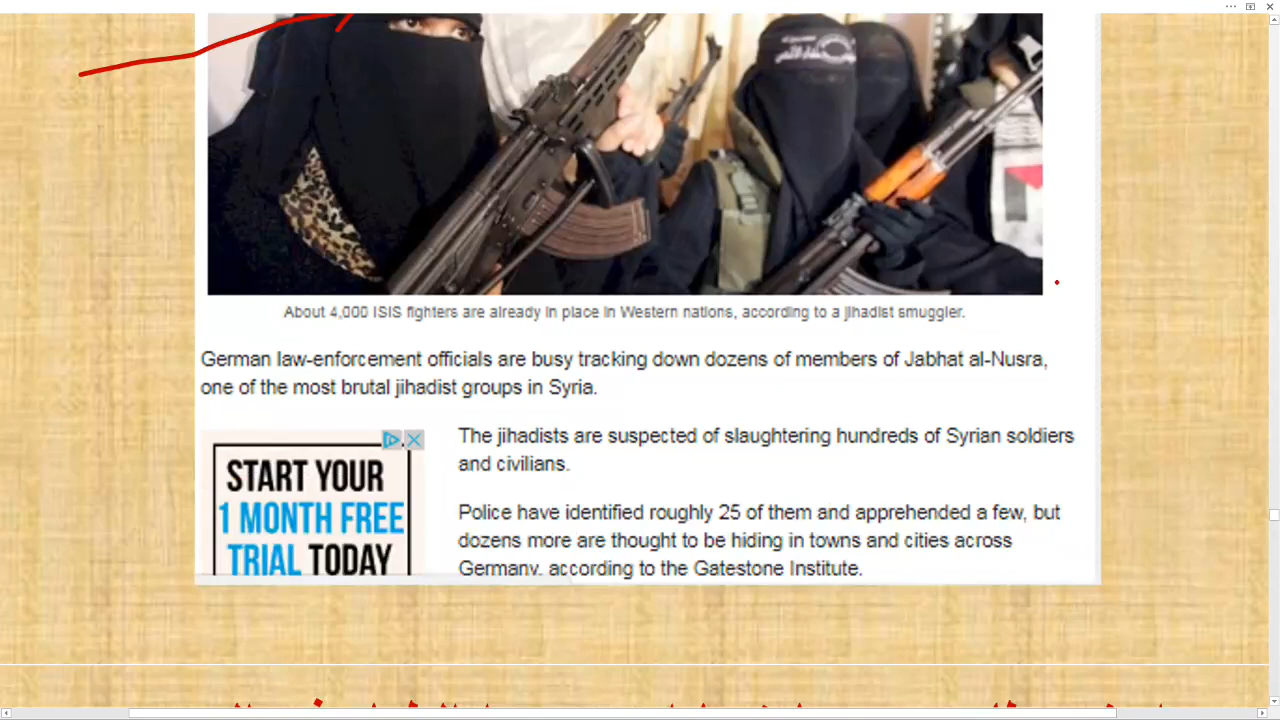 About 4,000 ISIS fighters are already in place in Western nations, according to a jihadist smuggler.
German law-enforcement officials are busy tracking down dozens of members of Jabhat al-Nusra,
one of the most brutal jihadist groups in Syria.
The jihadists are suspected of slaughtering hundreds of Syrian soldiers
and civilians.
Police have identified roughly 25 of them and apprehended a few, but
dozens more are thought to be hiding in towns and cities across
Germany, according to the Gatestone Institute.
START YOUR
1 MONTH FREE
TRIAL TODAY